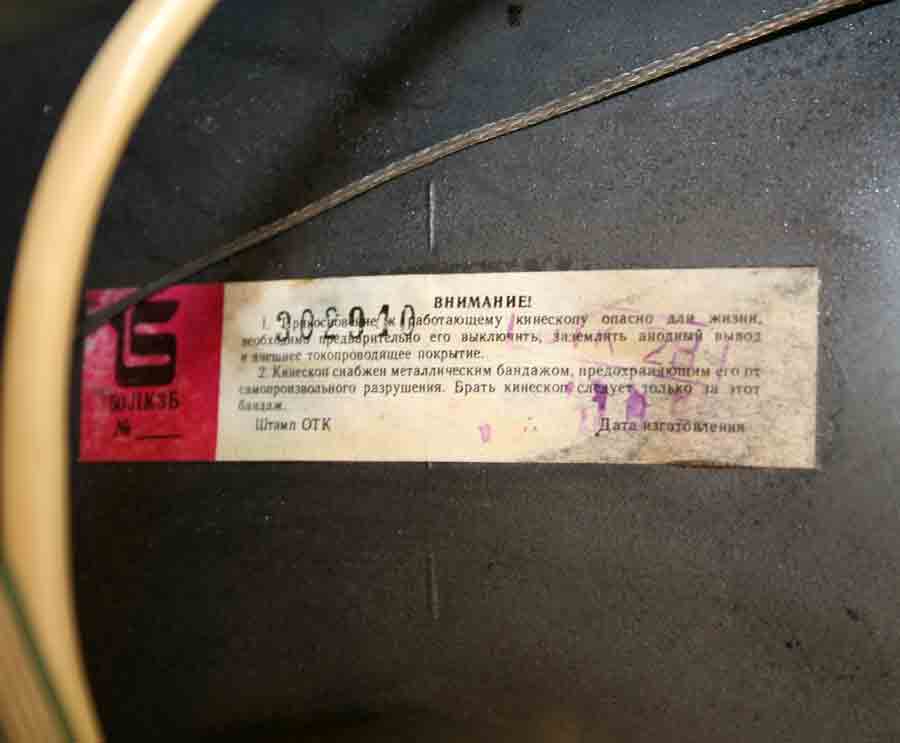 ВНИМАНИЕ!
302940
1. Прикосновение к работающему кинескопу опасно для жизни,
необходимо предварительно его выключить, заземлить анодный вывод
и внешнее токопроводящее покрытие.
2. Кинескоп снабжен металлическим бандажом, предохраняющим его от
самопроизвольного разрушения. Брать кинескоп следует только за этот
бандаж.
Штамп ОТК Дата изготовления
50ЛК3Б
№